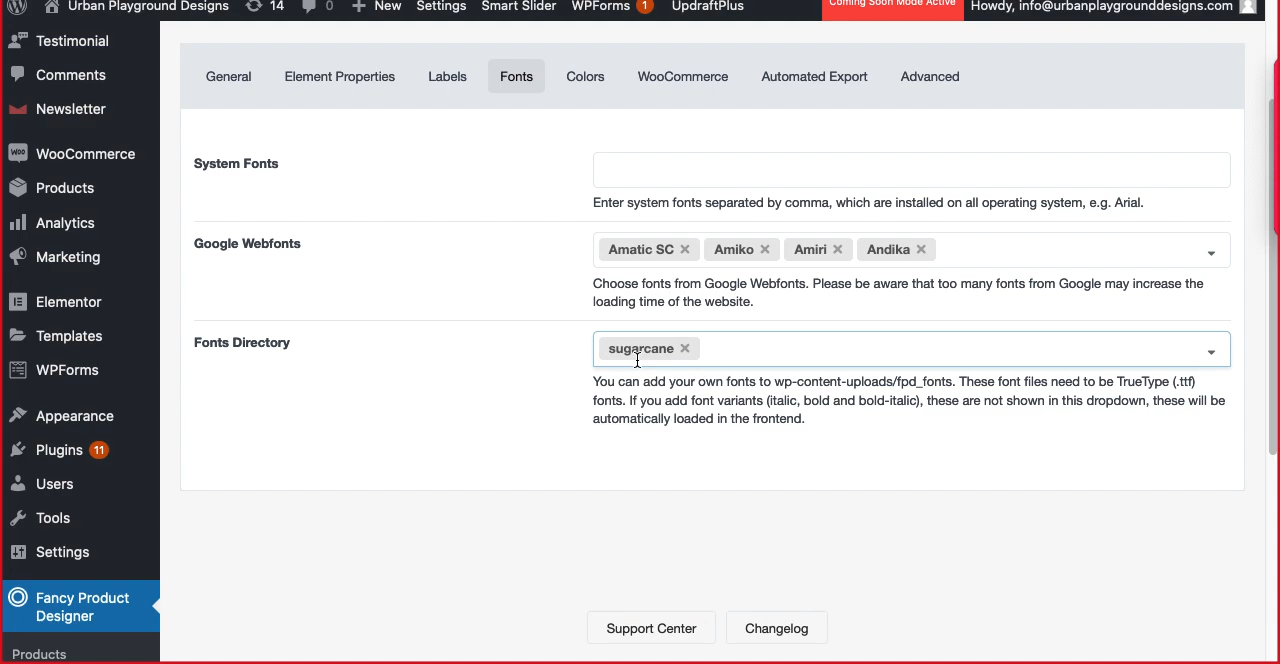 Urban Playground Designs 14 0 New Settings Smart Slider WPForms 1 UpdraftPlus Coming Soon Mode Active Howdy, info@urbanplaygrounddesigns.com
Testimonial
Comments
Newsletter
WooCommerce
Products
Analytics
Marketing
Elementor
Templates
WPForms
Appearance
Plugins 11
Users
Tools
Settings
Fancy Product
Designer
Products
General Element Properties Labels Fonts Colors WooCommerce Automated Export Advanced
System Fonts
Enter system fonts separated by comma, which are installed on all operating system, e.g. Arial.
Google Webfonts
Amatic SC × Amiko × Amiri × Andika ×
Choose fonts from Google Webfonts. Please be aware that too many fonts from Google may increase the
loading time of the website.
Fonts Directory
sugarcane ×
You can add your own fonts to wp-content-uploads/fpd_fonts. These font files need to be TrueType (.ttf)
fonts. If you add font variants (italic, bold and bold-italic), these are not shown in this dropdown, these will be
automatically loaded in the frontend.
Support Center Changelog